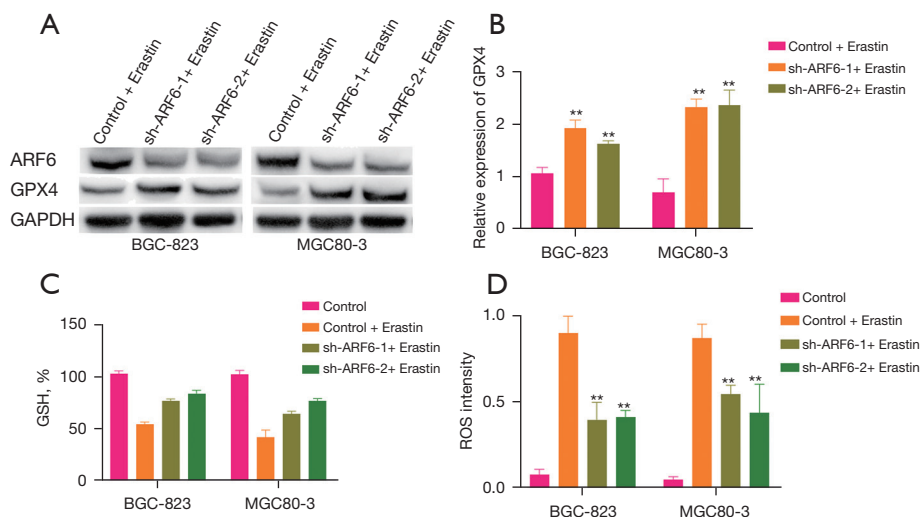 A
Control + Erastin
sh-ARF6-1+ Erastin
sh-ARF6-2+ Erastin
Control + Erastin
sh-ARF6-1+ Erastin
sh-ARF6-2+ Erastin
ARF6
GPX4
GAPDH
BGC-823
MGC80-3
B
Control + Erastin
sh-ARF6-1+ Erastin
sh-ARF6-2+ Erastin
Relative expression of GPX4
3
2
1
0
**
**
**
**
BGC-823
MGC80-3
C
Control
Control + Erastin
sh-ARF6-1+ Erastin
sh-ARF6-2+ Erastin
GSH, %
150
100
50
0
BGC-823
MGC80-3
D
Control
Control + Erastin
sh-ARF6-1+ Erastin
sh-ARF6-2+ Erastin
ROS intensity
1.0
0.5
0.0
**
**
**
**
BGC-823
MGC80-3